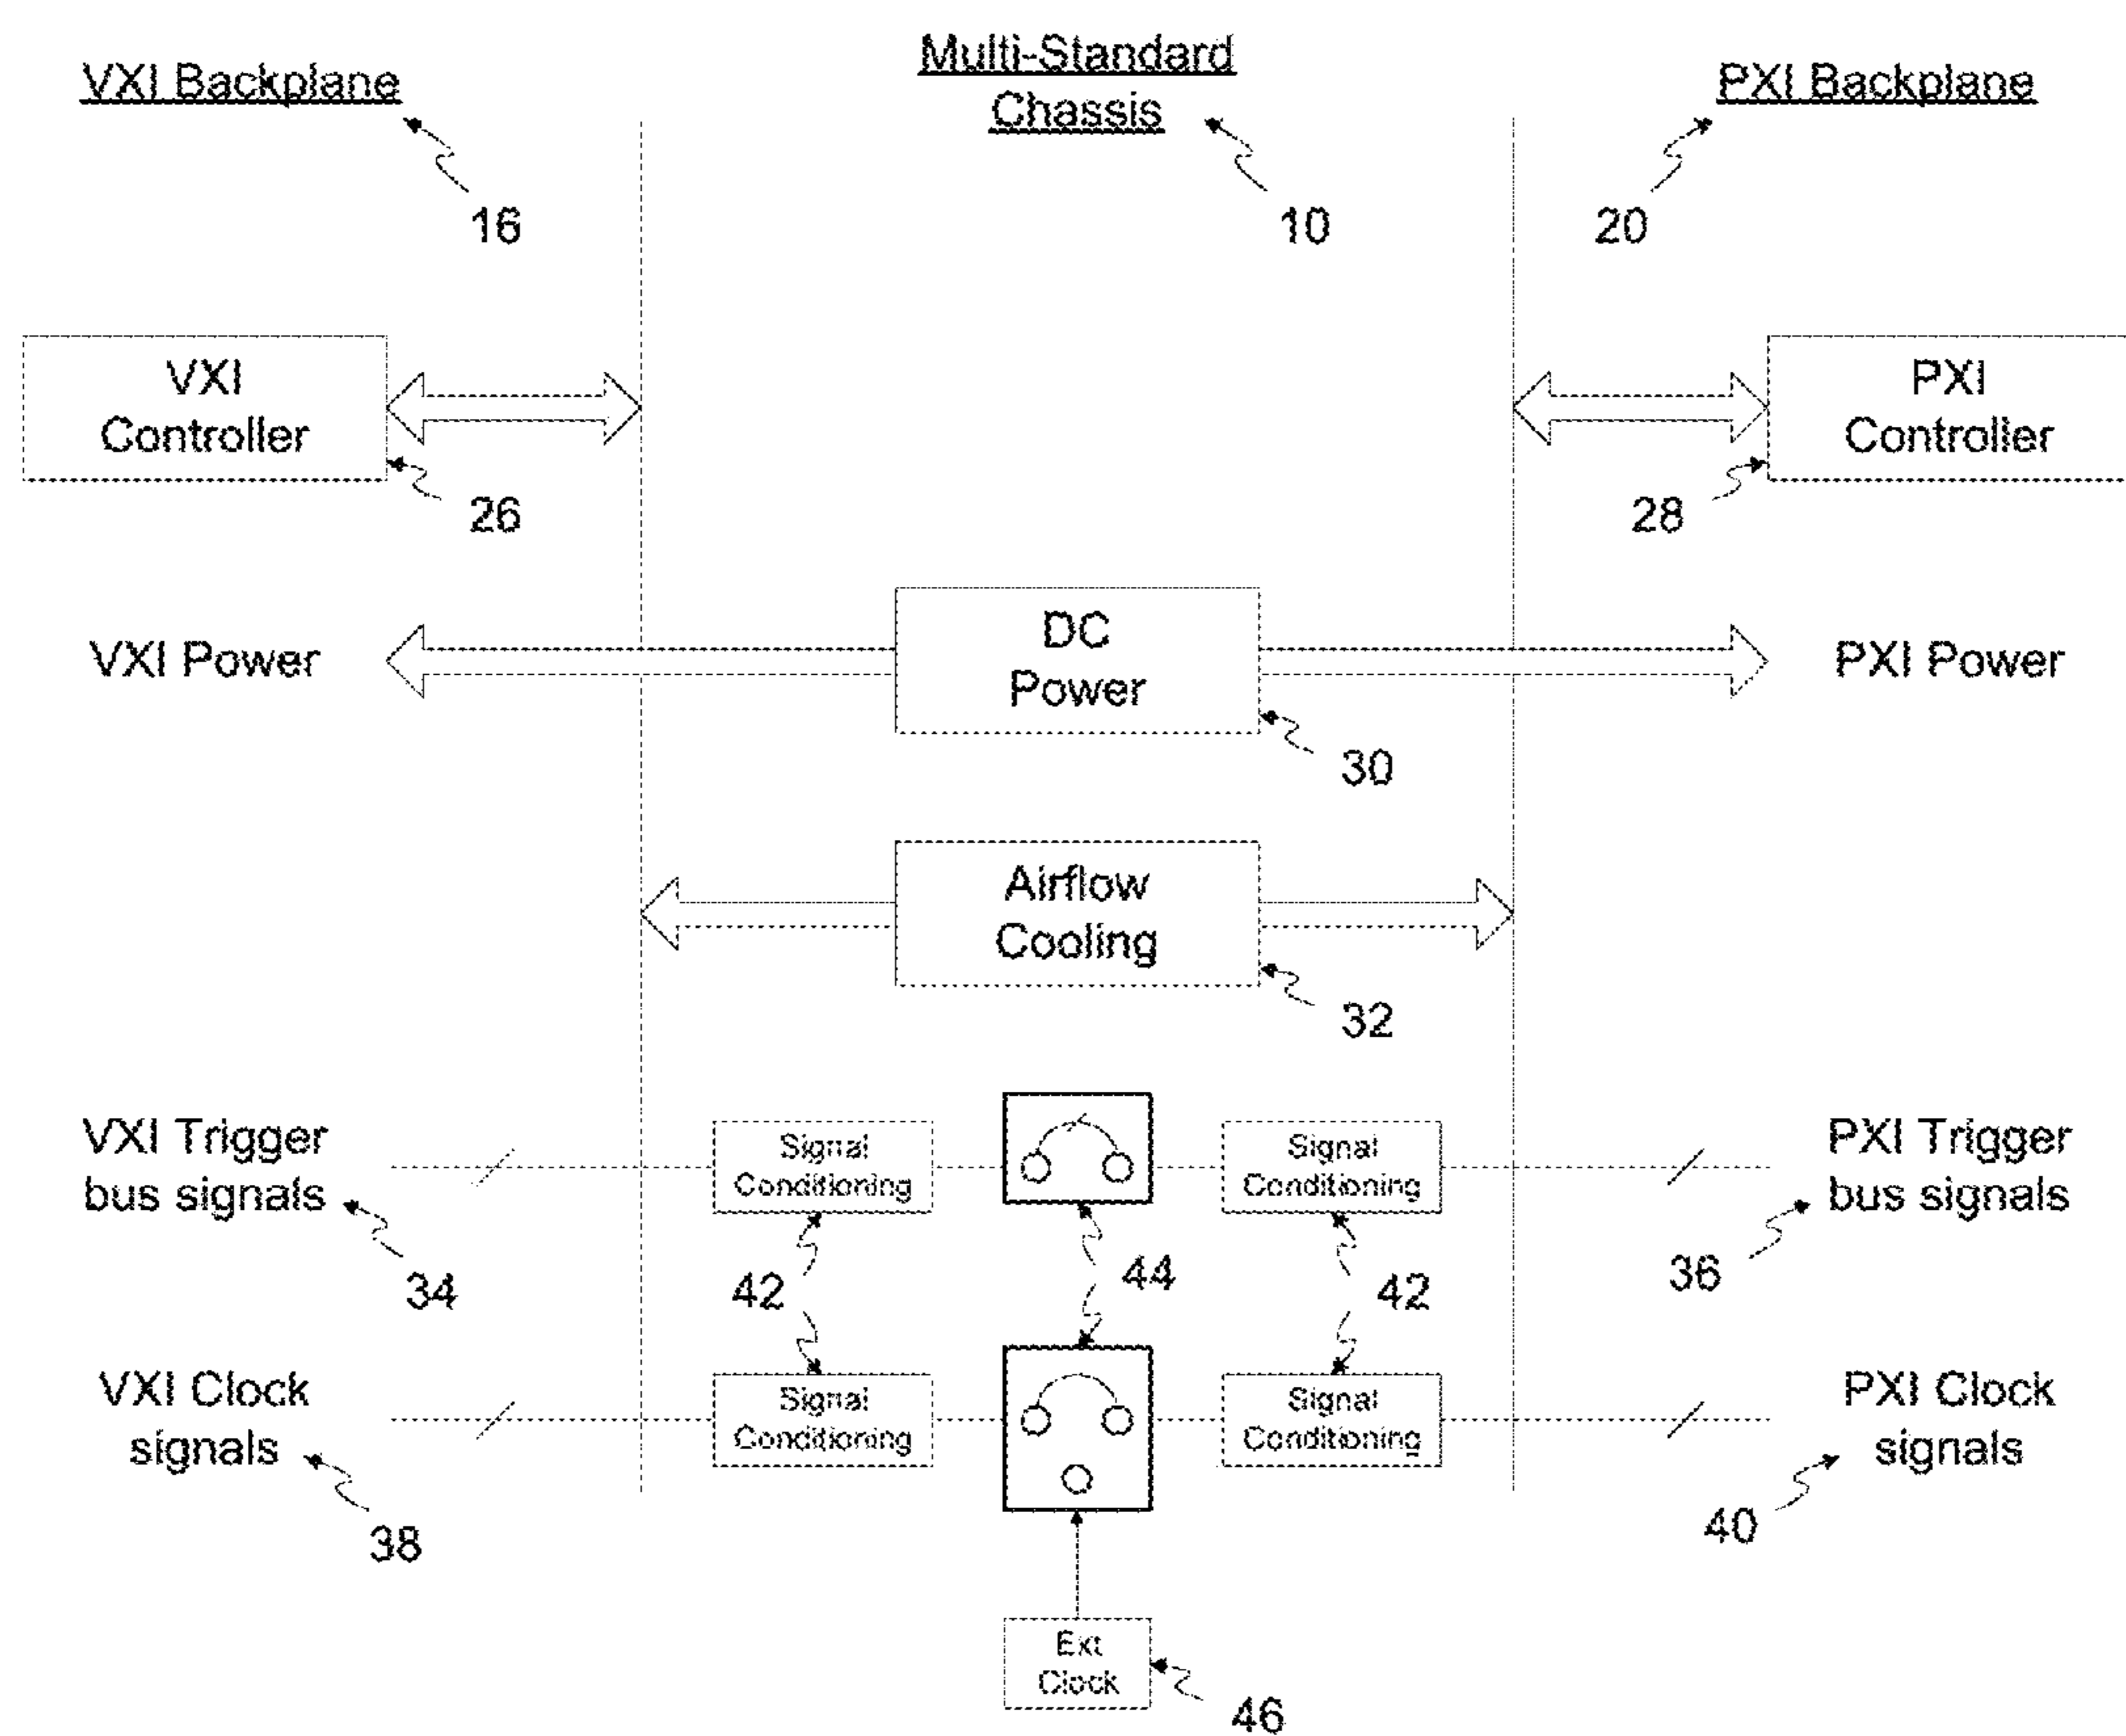 VXI Backplane
Multi-Standard
Chassis
PXI Backplane
16
10
20
VXI
Controller
PXI
Controller
26
28
VXI Power
DC
Power
PXI Power
30
Airflow
Cooling
32
VXI Trigger
bus signals
Signal
Conditioning
Signal
Conditioning
PXI Trigger
bus signals
34
42
44
42
36
VXI Clock
signals
Signal
Conditioning
Signal
Conditioning
PXI Clock
signals
38
40
Ext
Clock
46